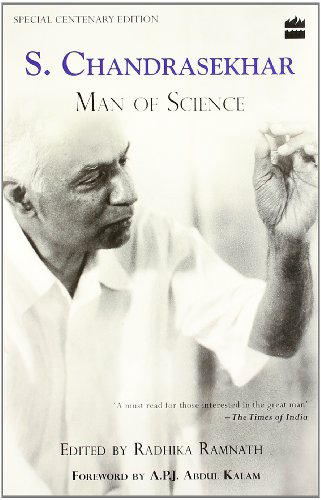 SPECIAL CENTENARY EDITION
S. CHANDRASEKHAR
MAN OF SCIENCE
'A must read for those interested in the great man'
—The Times of India
EDITED BY RADHIKA RAMNATH
FOREWORD BY A.P.J. ABDUL KALAM